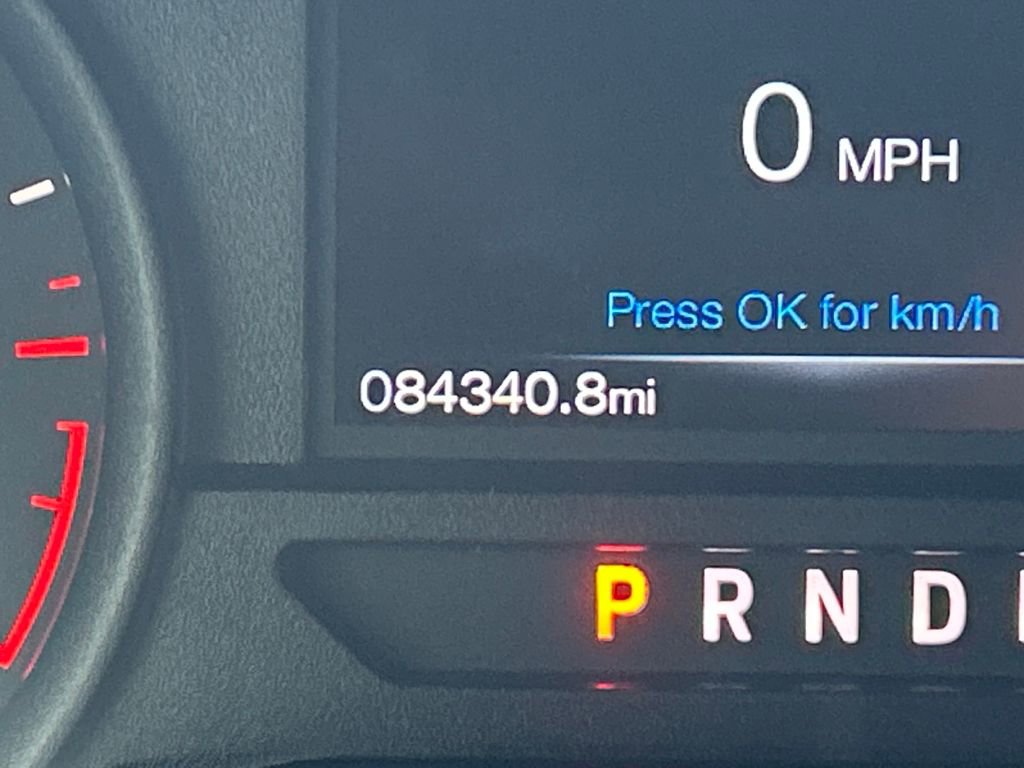 0 MPH
Press OK for km/h
084340.8mi
P R N D